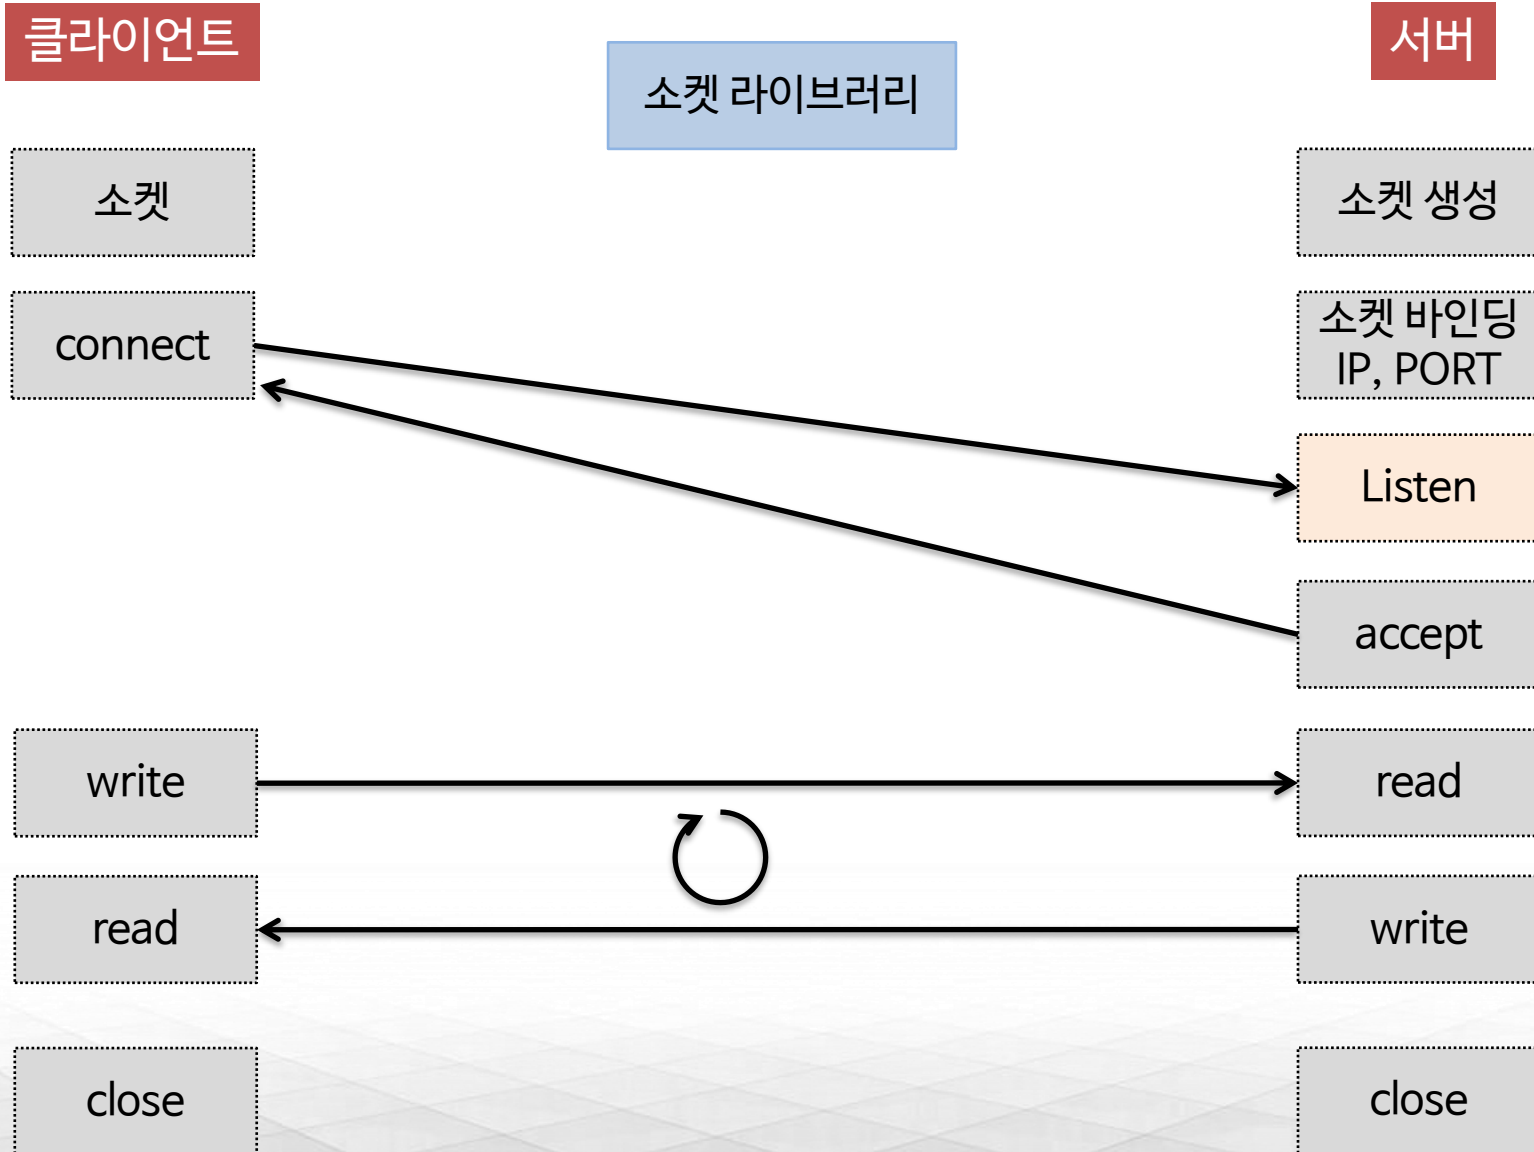 클라이언트
소켓 라이브러리
서버
소켓
소켓 생성
connect
소켓 바인딩
IP, PORT
Listen
accept
write
read
read
write
close
close